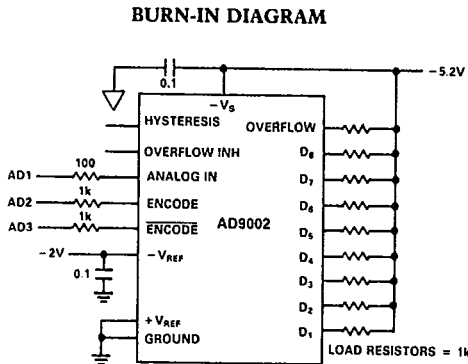 BURN-IN DIAGRAM
0.1
−5.2V
−VS
HYSTERESIS
OVERFLOW
OVERFLOW INH
D8
AD1
100
ANALOG IN
D7
AD2
1k
ENCODE
D6
AD3
1k
ENCODE
AD9002
D5
−2V
−VREF
D4
0.1
D3
D2
+VREF
GROUND
D1
LOAD RESISTORS = 1k